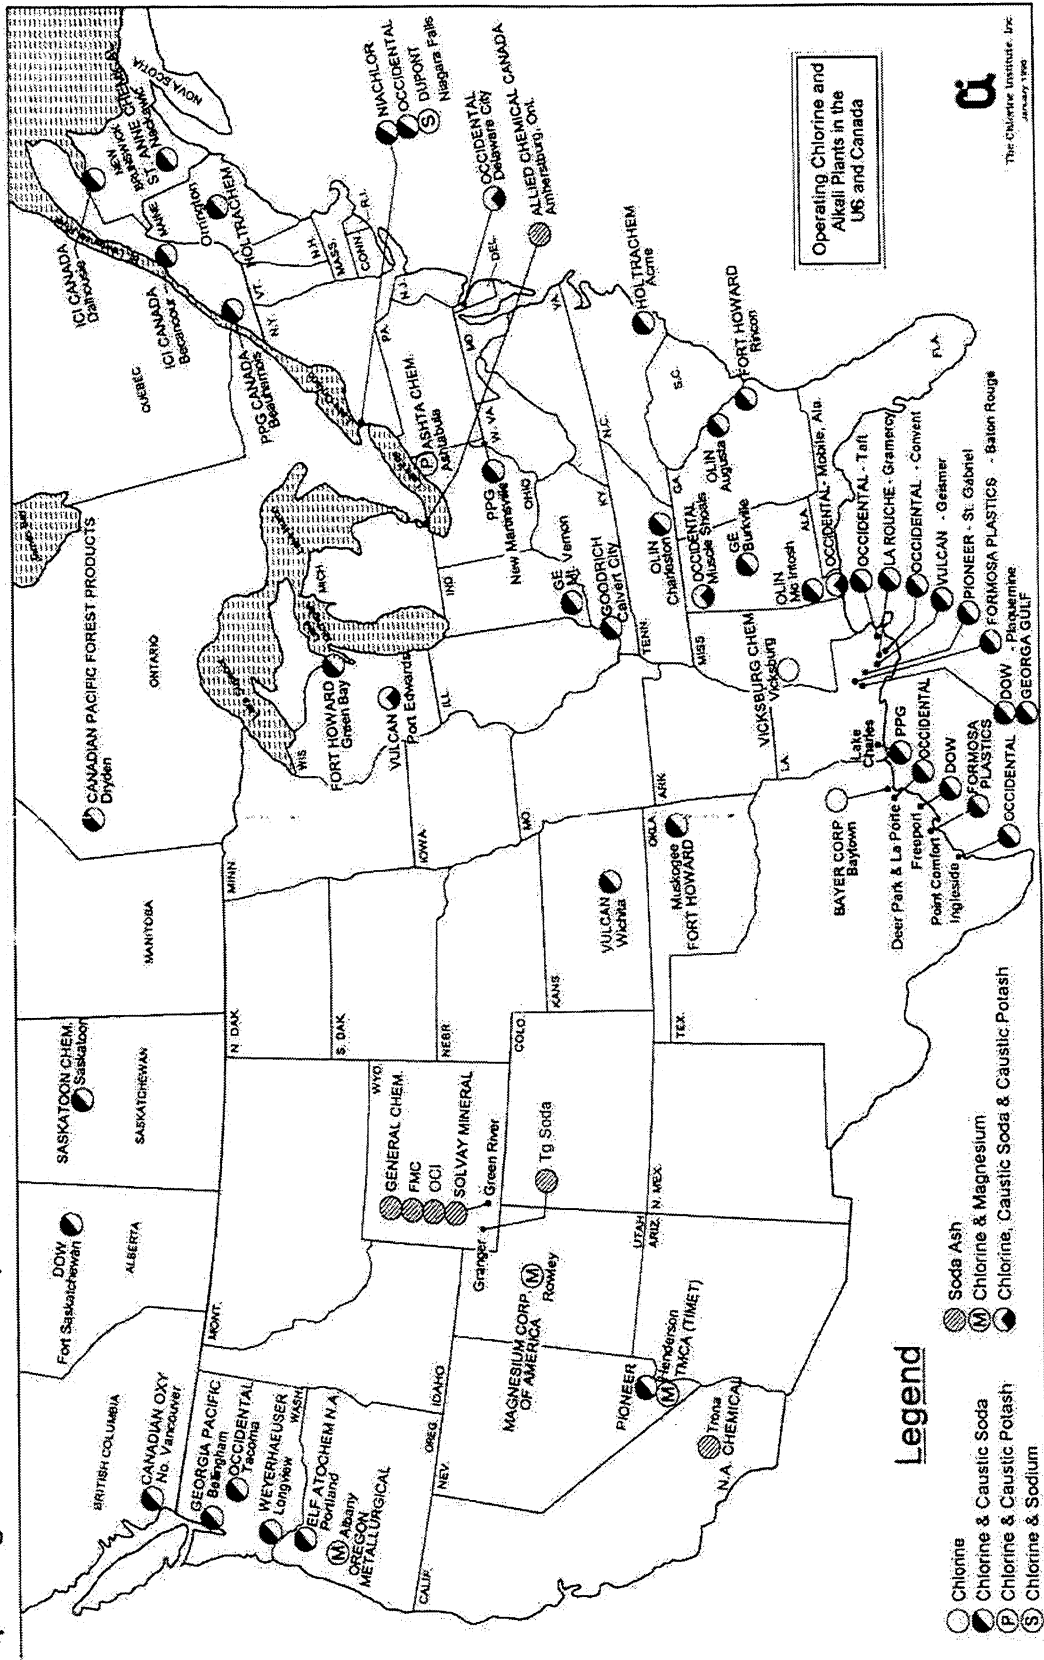 BRITISH COLUMBIA
ALBERTA
SASKATCHEWAN
MANITOBA
ONTARIO
QUEBEC
NOVA SCOTIA
DOW
Fort Saskatchewan
SASKATOON CHEM.
Saskatoon
CANADIAN PACIFIC FOREST PRODUCTS
Dryden
ICI CANADA
Dalhousie
NEW
BRUNSWICK
ST. ANNE CHEM.
Nackawic
ICI CANADA
Becancour
MAINE
Orrington
HOLTRACHEM
PPG CANADA
Beauharnois
CANADIAN OXY
No. Vancouver
GEORGIA PACIFIC
Bellingham
OCCIDENTAL
Tacoma
WEYERHAEUSER
Longview
WASH.
ELF ATOCHEM N.A.
Portland
M
Albany
OREGON
METALLURGICAL
MONT.
N. DAK.
MINN
S. DAK.
WIS
MICH
N.Y.
VT.
N.H.
MASS.
CONN.
R.I.
NIACHLOR
OCCIDENTAL
S
DUPONT
Niagara Falls
OREG.
IDAHO
WYO.
GENERAL CHEM.
FMC
OCI
SOLVAY MINERAL
Green River
Granger
Tg Soda
NEBR.
IOWA
FORT HOWARD
Green Bay
VULCAN
Port Edwards
ILL.
IND
PA.
N.J.
P
ASHTA CHEM.
Ashtabula
OCCIDENTAL
Delaware City
DEL.
ALLIED CHEMICAL CANADA
Amherstburg, Ont.
CALIF.
NEV.
MAGNESIUM CORP.
OF AMERICA
M
Rowley
COLO.
KANS.
MO.
W. VA.
PPG
New Martinsville
OHIO
VA.
GE
Mt. Vernon
KY.
GOODRICH
Calvert City
N.C.
HOLTRACHEM
Acme
PIONEER
M
Henderson
TMCA (TIMET)
UTAH
ARIZ.
N. MEX.
VULCAN
Wichita
OKLA.
ARK
TENN.
Trona
N.A. CHEMICAL
TEX.
Muskogee
FORT HOWARD
OLIN
Charleston
OCCIDENTAL
Muscle Shoals
MISS
GA.
S.C.
OLIN
Augusta
FORT HOWARD
Rincon
GE
Burkville
VICKSBURG CHEM
Vicksburg
LA.
ALA.
FLA.
OLIN
McIntosh
OCCIDENTAL - Mobile, Ala.
OCCIDENTAL - Taft
LA ROUCHE - Gramercy
OCCIDENTAL - Convent
VULCAN - Geismer
PIONEER - St. Gabriel
FORMOSA PLASTICS - Baton Rouge
DOW - Plaquemine
GEORGIA GULF
BAYER CORP
Baytown
Lake
Charles
PPG
Deer Park & La Porte
OCCIDENTAL
Freeport
DOW
Point Comfort
FORMOSA
PLASTICS
Ingleside
OCCIDENTAL
Operating Chlorine and
Alkali Plants in the
US and Canada
The Chlorine Institute, Inc
January 1996
Legend
Chlorine
Chlorine & Caustic Soda
P Chlorine & Caustic Potash
S Chlorine & Sodium
Soda Ash
M Chlorine & Magnesium
Chlorine, Caustic Soda & Caustic Potash